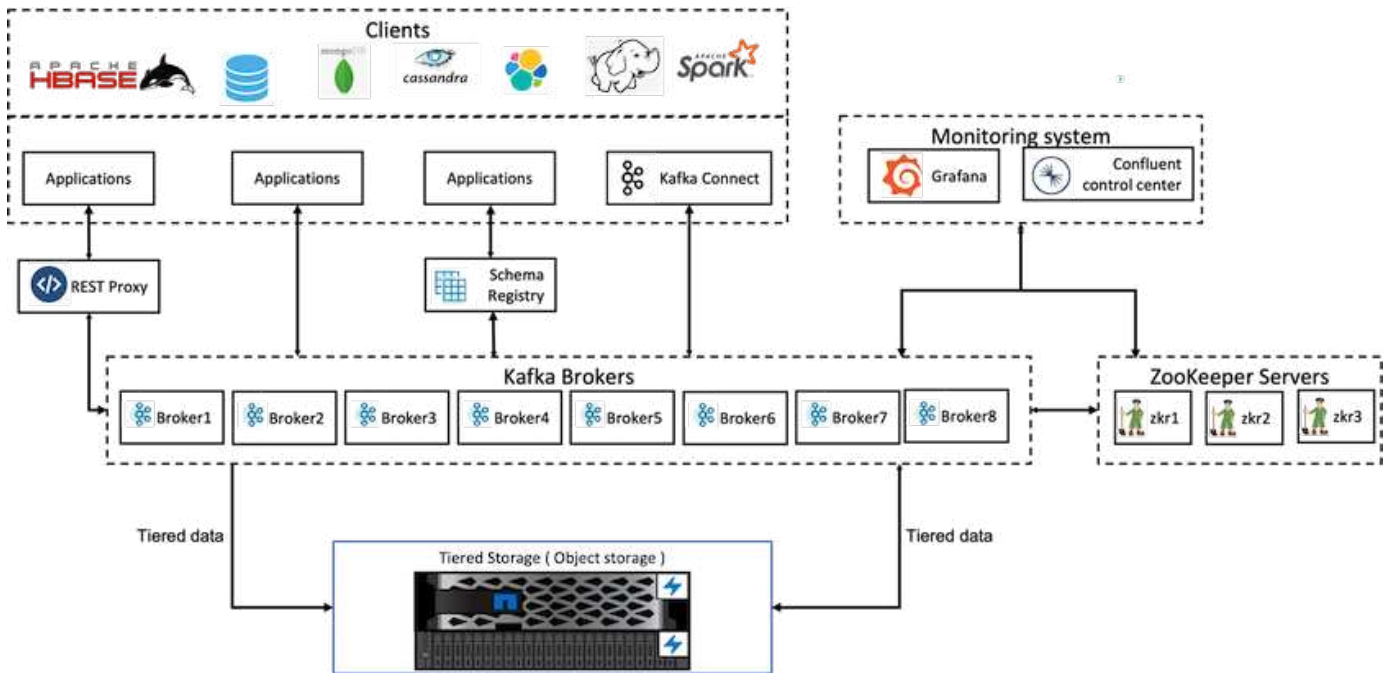 Clients
APACHE
HBASE
mongoDB
cassandra
APACHE
Spark
Monitoring system
Applications
Applications
Applications
Kafka Connect
Grafana
Confluent
control center
REST Proxy
Schema
Registry
Kafka Brokers
Broker1
Broker2
Broker3
Broker4
Broker5
Broker6
Broker7
Broker8
ZooKeeper Servers
zkr1
zkr2
zkr3
Tiered data
Tiered data
Tiered Storage ( Object storage )